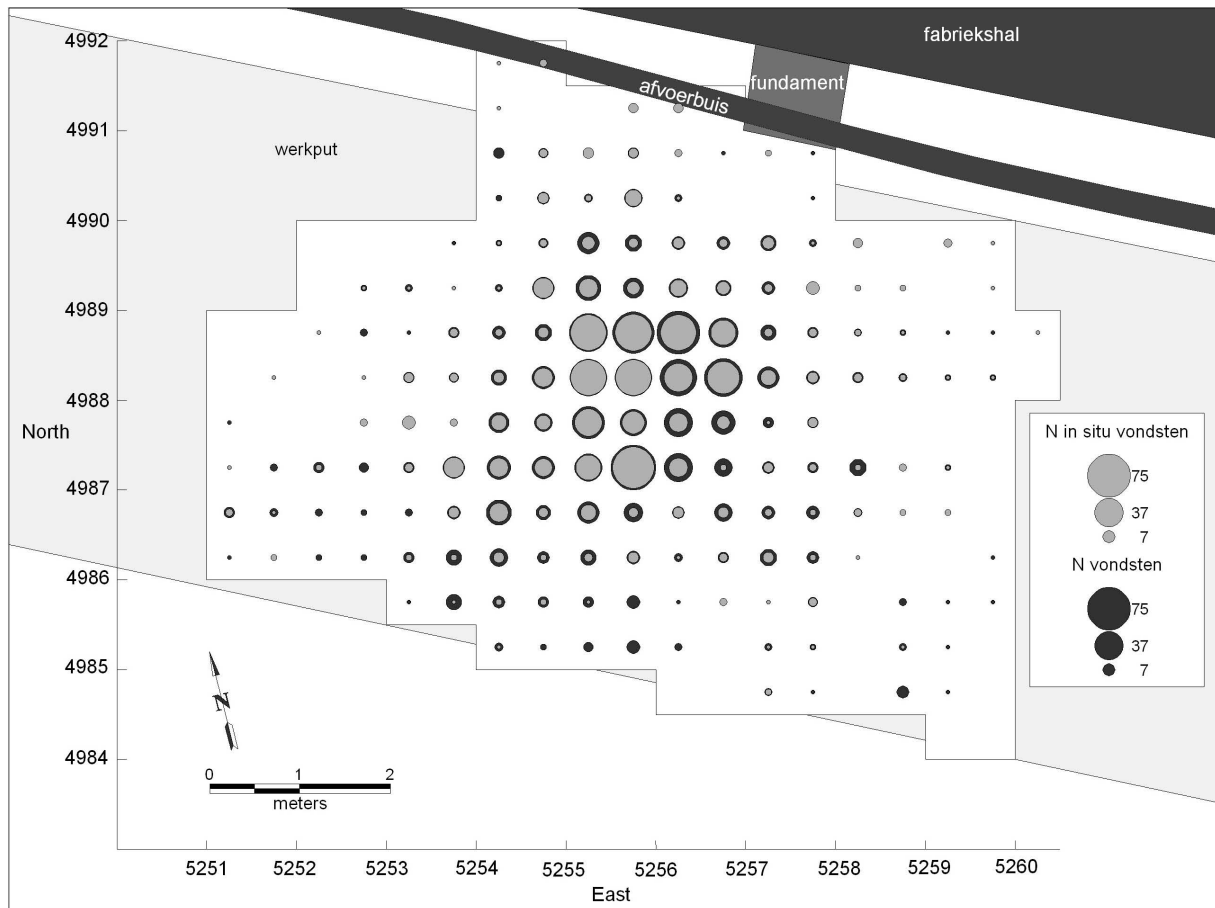 fabriekshal
fundament
afvoerbuis
werkput
4992
4991
4990
4989
4988
4987
4986
4985
4984
North
N in situ vondsten
75
37
7
N vondsten
75
37
7
N
0 1 2
meters
5251 5252 5253 5254 5255 5256 5257 5258 5259 5260
East